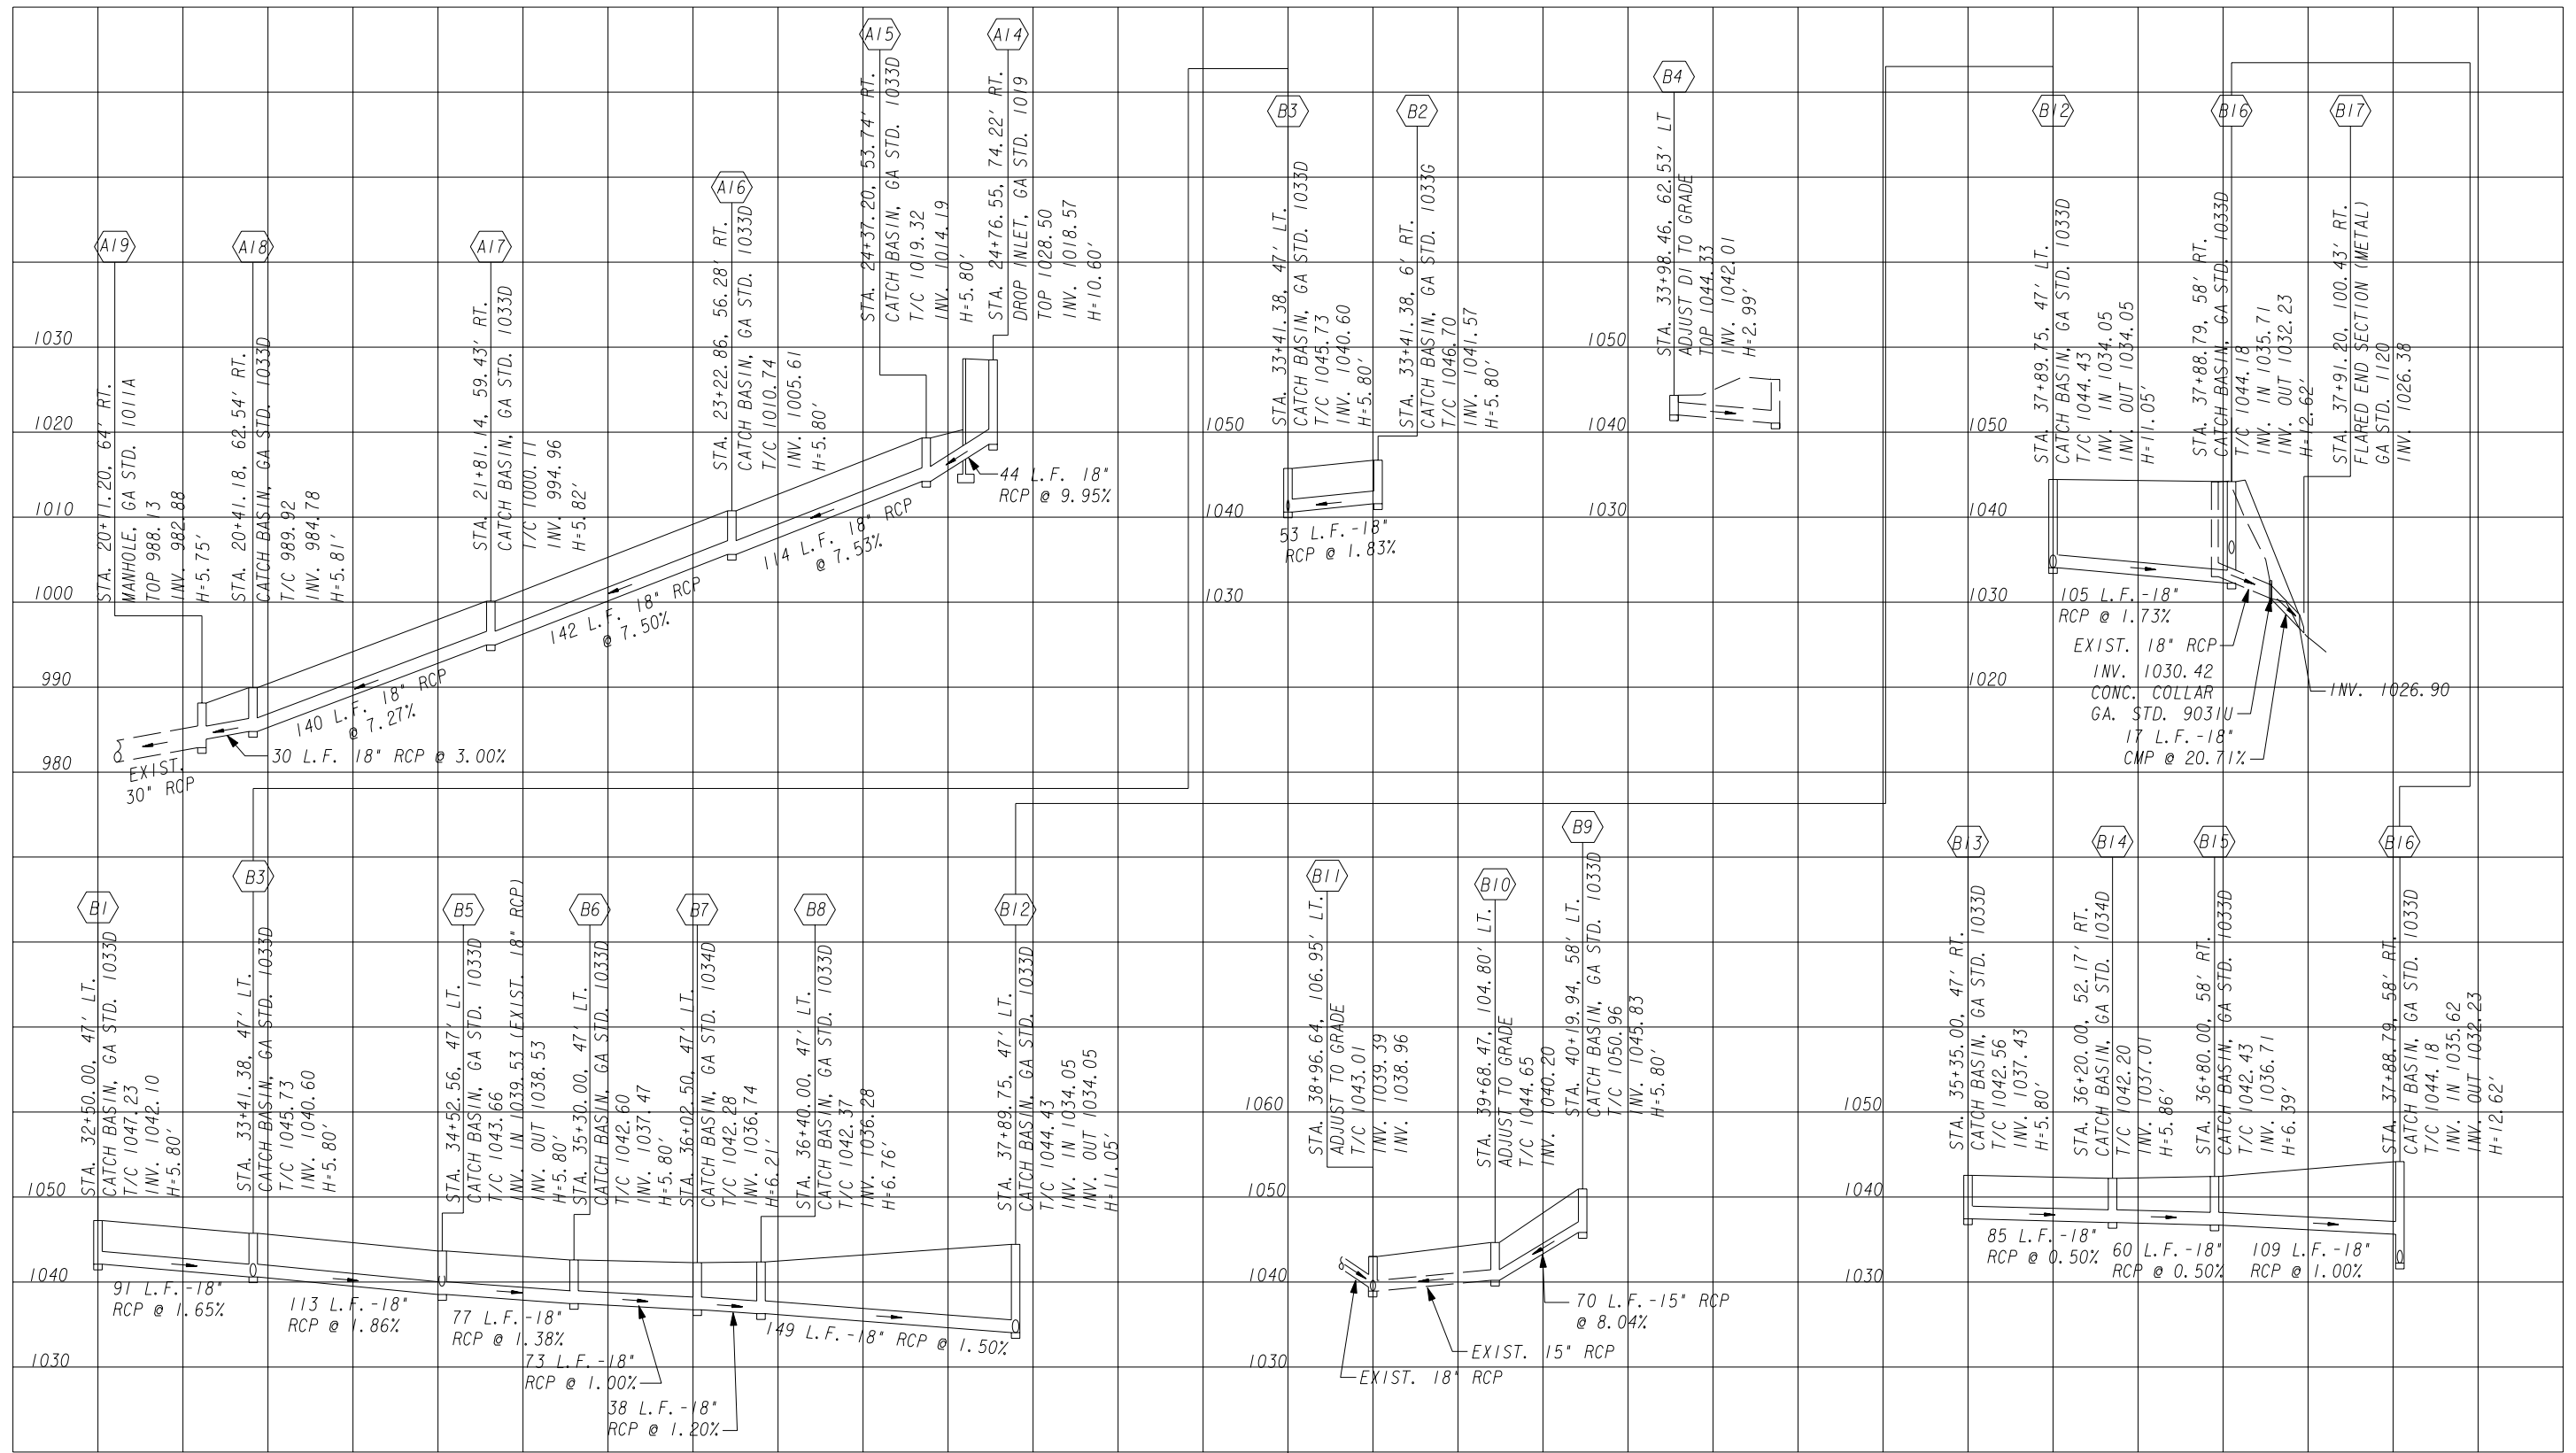 A19
STA. 20+11.20, 64' RT.
MANHOLE, GA STD. 1011A
TOP 988.13
INV. 982.88
H=5.75'
A18
STA. 20+41.18, 62.54' RT.
CATCH BASIN, GA STD. 1033D
T/C 989.92
INV. 984.78
H=5.81'
A17
STA. 21+81.14, 59.43' RT.
CATCH BASIN, GA STD. 1033D
T/C 1000.11
INV. 994.96
H=5.82'
A16
STA. 23+22.86, 56.28' RT.
CATCH BASIN, GA STD. 1033D
T/C 1010.74
INV. 1005.61
H=5.80'
A15
STA. 24+37.20, 53.74' RT.
CATCH BASIN, GA STD. 1033D
T/C 1019.32
INV. 1014.19
H=5.80'
A14
STA. 24+76.55, 74.22' RT.
DROP INLET, GA STD. 1019
TOP 1028.50
INV. 1018.57
H=10.60'
1030
1020
1010
1000
990
980
EXIST.
30" RCP
30 L.F. 18" RCP @ 3.00%
140 L.F. 18" RCP
@ 7.27%
142 L.F. 18" RCP
@ 7.50%
114 L.F. 18" RCP
@ 7.53%
44 L.F. 18"
RCP @ 9.95%
B3
STA. 33+41.38, 47' LT.
CATCH BASIN, GA STD. 1033D
T/C 1045.73
INV. 1040.60
H=5.80'
B2
STA. 33+41.38, 6' RT.
CATCH BASIN, GA STD. 1033G
T/C 1046.70
INV. 1041.57
H=5.80'
1050
1040
1030
53 L.F.-18"
RCP @ 1.83%
B4
STA. 33+98.46, 62.53' LT
ADJUST DI TO GRADE
TOP 1044.33
INV. 1042.01
H=2.99'
1050
1040
1030
B12
STA. 37+89.75, 47' LT.
CATCH BASIN, GA STD. 1033D
T/C 1044.43
INV. IN 1034.05
INV. OUT 1034.05
H=11.05'
B16
STA. 37+88.79, 58' RT.
CATCH BASIN, GA STD. 1033D
T/C 1044.18
INV. IN 1035.71
INV. OUT 1032.23
H=12.62'
B17
STA. 37+91.20, 100.43' RT.
FLARED END SECTION (METAL)
GA STD. 1120
INV. 1026.38
1050
1040
1030
1020
105 L.F.-18"
RCP @ 1.73%
EXIST. 18" RCP
INV. 1030.42
CONC. COLLAR
GA. STD. 9031U
17 L.F.-18"
CMP @ 20.71%
INV. 1026.90
B1
STA. 32+50.00, 47' LT.
CATCH BASIN, GA STD. 1033D
T/C 1047.23
INV. 1042.10
H=5.80'
B3
STA. 33+41.38, 47' LT.
CATCH BASIN, GA STD. 1033D
T/C 1045.73
INV. 1040.60
H=5.80'
B5
STA. 34+52.56, 47' LT.
CATCH BASIN, GA STD. 1033D
T/C 1043.66
INV. IN 1039.53 (EXIST. 18" RCP)
INV. OUT 1038.53
H=5.80'
B6
STA. 35+30.00, 47' LT.
CATCH BASIN, GA STD. 1033D
T/C 1042.60
INV. 1037.47
H=5.80'
B7
STA. 36+02.50, 47' LT.
CATCH BASIN, GA STD. 1034D
T/C 1042.28
INV. 1036.74
H=6.21'
B8
STA. 36+40.00, 47' LT.
CATCH BASIN, GA STD. 1033D
T/C 1042.37
INV. 1036.28
H=6.76'
B12
STA. 37+89.75, 47' LT.
CATCH BASIN, GA STD. 1033D
T/C 1044.43
INV. IN 1034.05
INV. OUT 1034.05
H=11.05'
1050
1040
1030
91 L.F.-18"
RCP @ 1.65%
113 L.F.-18"
RCP @ 1.86%
77 L.F.-18"
RCP @ 1.38%
73 L.F.-18"
RCP @ 1.00%
38 L.F.-18"
RCP @ 1.20%
149 L.F.-18" RCP @ 1.50%
B11
STA. 38+96.64, 106.95' LT.
ADJUST TO GRADE
T/C 1043.01
INV. 1039.39
INV. 1038.96
B10
STA. 39+68.47, 104.80' LT.
ADJUST TO GRADE
T/C 1044.65
INV. 1040.20
B9
STA. 40+19.94, 58' LT.
CATCH BASIN, GA STD. 1033D
T/C 1050.96
INV. 1045.83
H=5.80'
1060
1050
1040
1030
70 L.F.-15" RCP
@ 8.04%
EXIST. 15" RCP
EXIST. 18" RCP
B13
STA. 35+35.00, 47' RT.
CATCH BASIN, GA STD. 1033D
T/C 1042.56
INV. 1037.43
H=5.80'
B14
STA. 36+20.00, 52.17' RT.
CATCH BASIN, GA STD. 1034D
T/C 1042.20
INV. 1037.01
H=5.86'
B15
STA. 36+80.00, 58' RT.
CATCH BASIN, GA STD. 1033D
T/C 1042.43
INV. 1036.71
H=6.39'
B16
STA. 37+88.79, 58' RT.
CATCH BASIN, GA STD. 1033D
T/C 1044.18
INV. IN 1035.62
INV. OUT 1032.23
H=12.62'
1050
1040
1030
85 L.F.-18"
RCP @ 0.50%
60 L.F.-18"
RCP @ 0.50%
109 L.F.-18"
RCP @ 1.00%